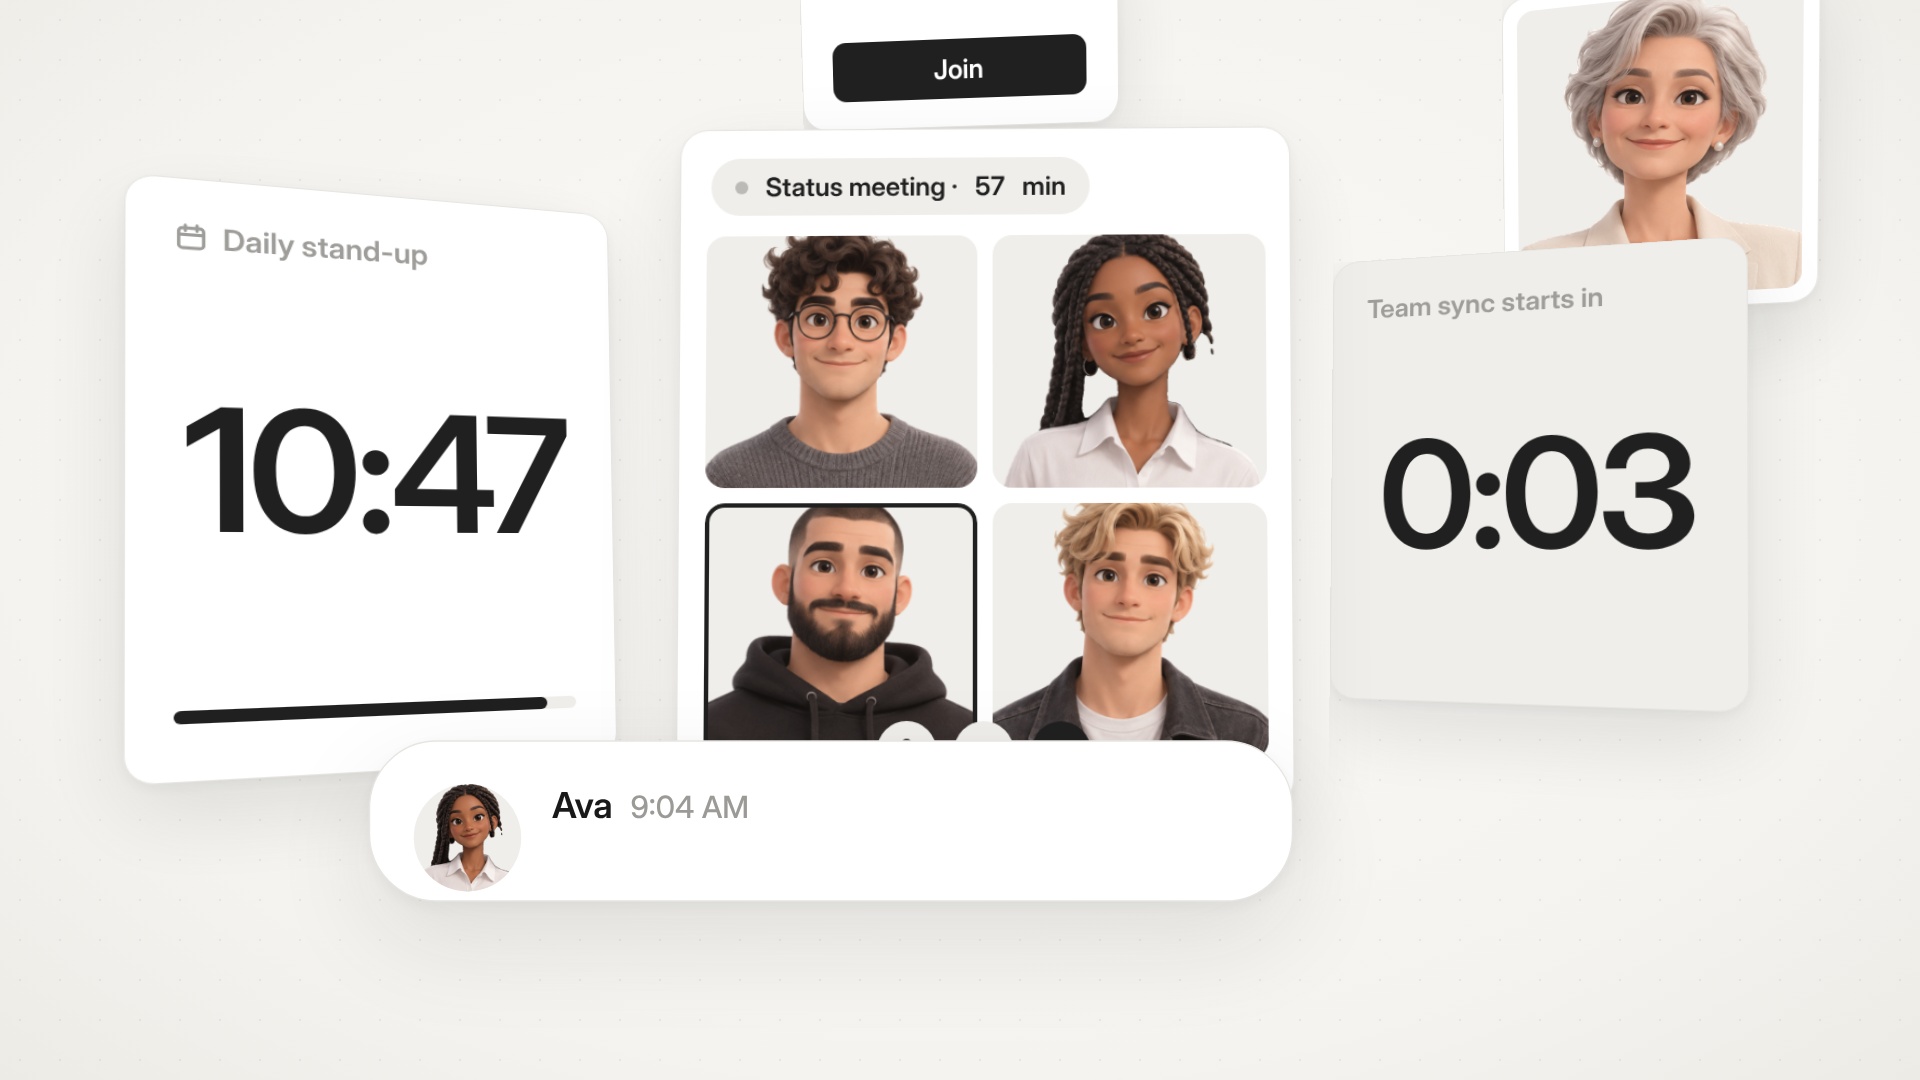 Join
Status meeting · 57 min
Daily stand-up
10:47
Team sync starts in
0:03
Ava 9:04 AM